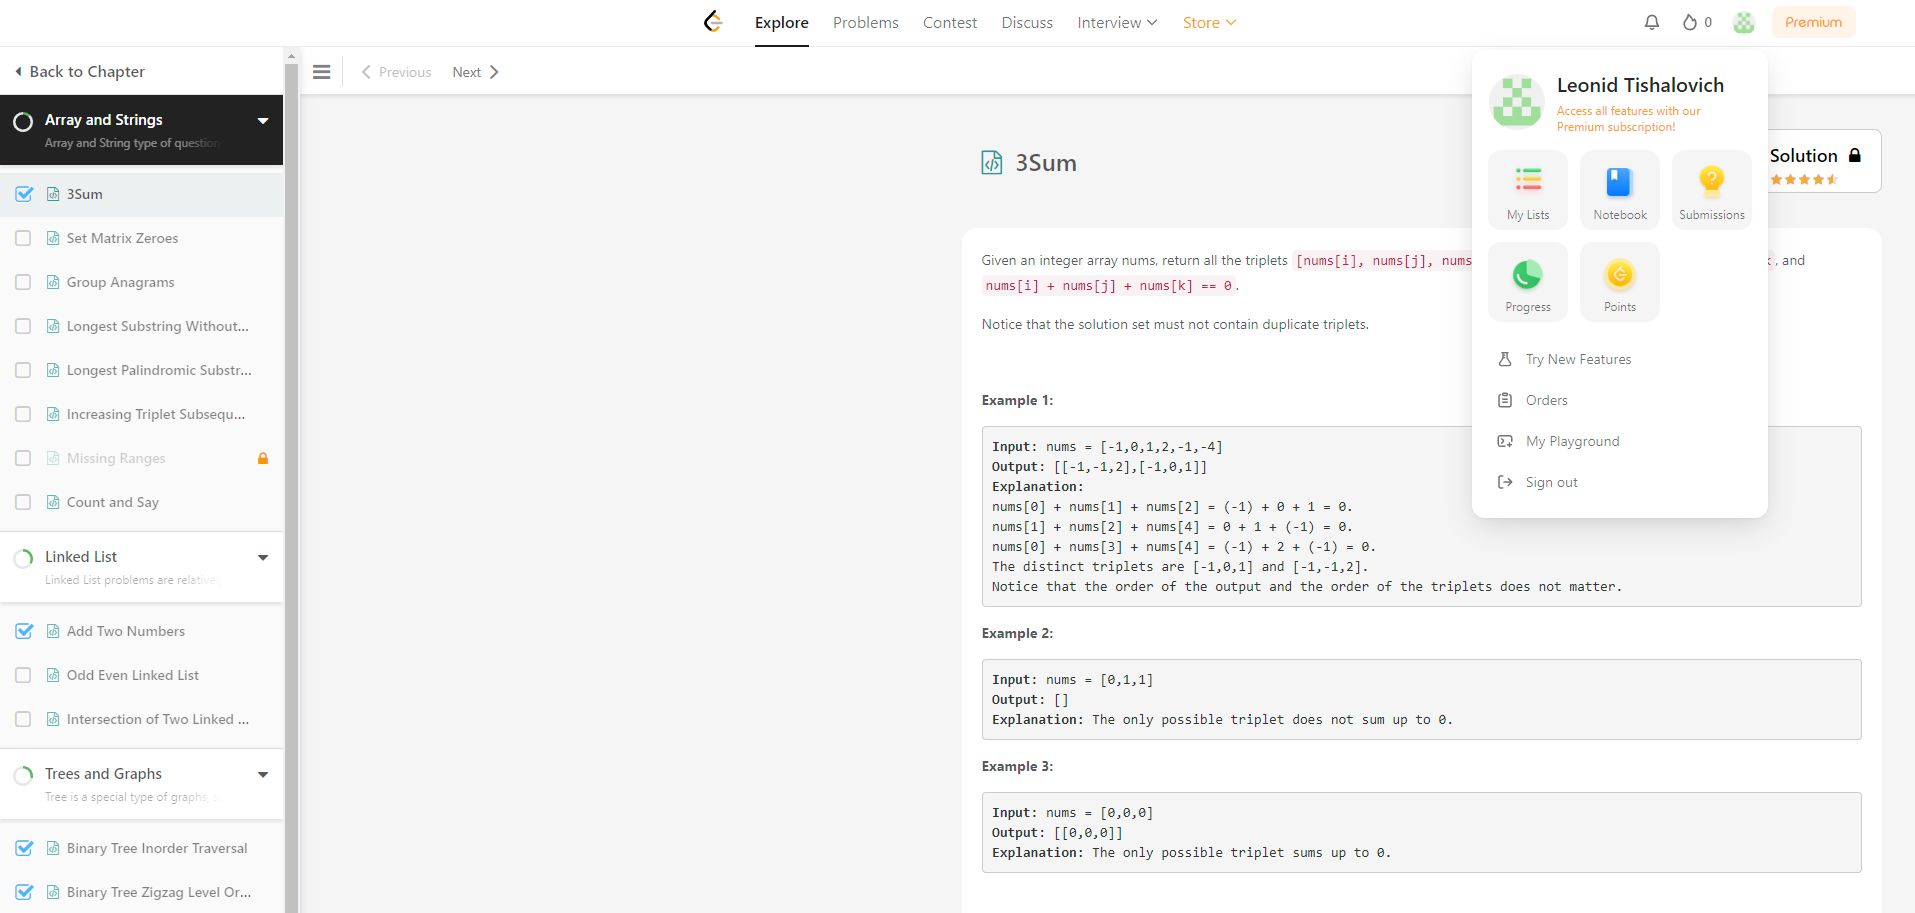 Explore
Problems
Contest
Discuss
Interview
Store
0
Premium
Back to Chapter
Array and Strings
Array and String type of question
3Sum
Set Matrix Zeroes
Group Anagrams
Longest Substring Without...
Longest Palindromic Substr...
Increasing Triplet Subsequ...
Missing Ranges
Count and Say
Linked List
Linked List problems are relative
Add Two Numbers
Odd Even Linked List
Intersection of Two Linked ...
Trees and Graphs
Tree is a special type of graphs,
Binary Tree Inorder Traversal
Binary Tree Zigzag Level Or...
Previous
Next
3Sum
Solution
Given an integer array nums, return all the triplets [nums[i], nums[j], nums , and
nums[i] + nums[j] + nums[k] == 0.
Notice that the solution set must not contain duplicate triplets.
Example 1:
Input: nums = [-1,0,1,2,-1,-4]
Output: [[-1,-1,2],[-1,0,1]]
Explanation:
nums[0] + nums[1] + nums[2] = (-1) + 0 + 1 = 0.
nums[1] + nums[2] + nums[4] = 0 + 1 + (-1) = 0.
nums[0] + nums[3] + nums[4] = (-1) + 2 + (-1) = 0.
The distinct triplets are [-1,0,1] and [-1,-1,2].
Notice that the order of the output and the order of the triplets does not matter.
Example 2:
Input: nums = [0,1,1]
Output: []
Explanation: The only possible triplet does not sum up to 0.
Example 3:
Input: nums = [0,0,0]
Output: [[0,0,0]]
Explanation: The only possible triplet sums up to 0.
Leonid Tishalovich
Access all features with our
Premium subscription!
My Lists
Notebook
Submissions
Progress
Points
Try New Features
Orders
My Playground
Sign out